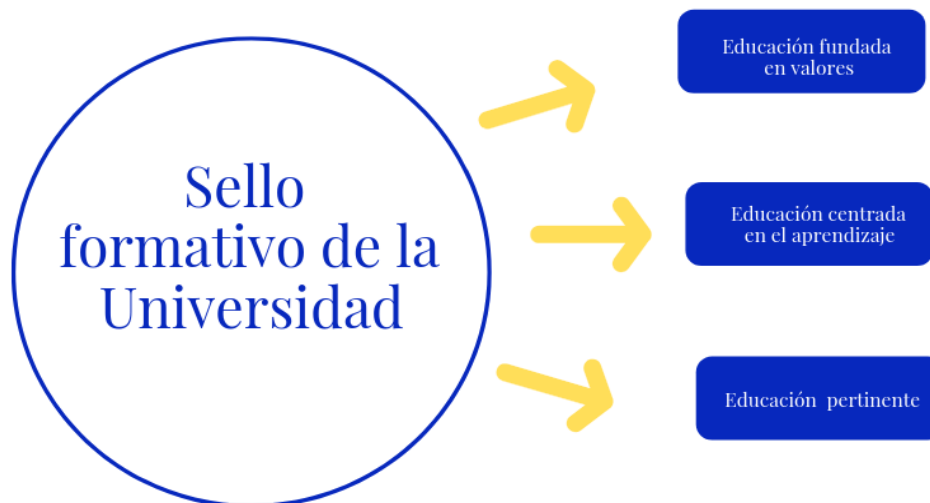 Sello
formativo de la
Universidad
Educación fundada
en valores
Educación centrada
en el aprendizaje
Educación pertinente